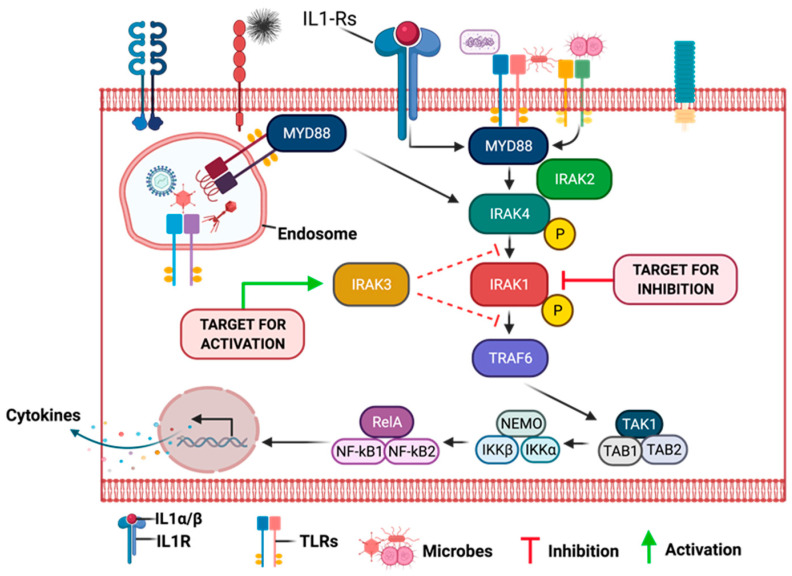 IL1-Rs
MYD88
MYD88
IRAK2
IRAK4
P
Endosome
IRAK3
IRAK1
P
TARGET FOR
INHIBITION
TARGET FOR
ACTIVATION
TRAF6
Cytokines
RelA
NF-kB1 NF-kB2
NEMO
IKKβ IKKα
TAK1
TAB1 TAB2
IL1α/β
IL1R
TLRs
Microbes
Inhibition
Activation